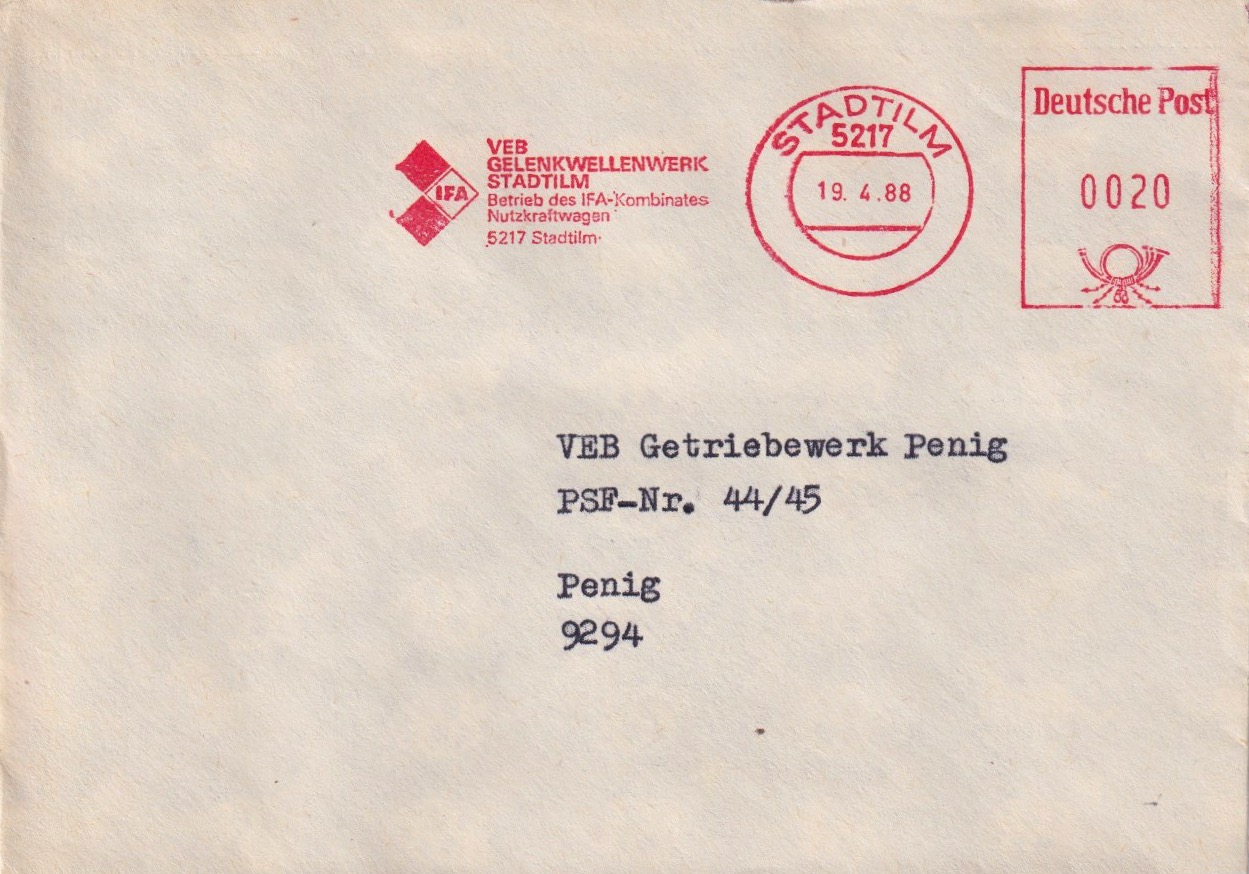 VEB
GELENKWELLENWERK
STADTILM
Betrieb des IFA-Kombinates
Nutzkraftwagen
5217 Stadtilm
IFA
STADTILM
5217
19. 4.88
Deutsche Post
0020
VEB Getriebewerk Penig
PSF-Nr. 44/45
Penig
9294